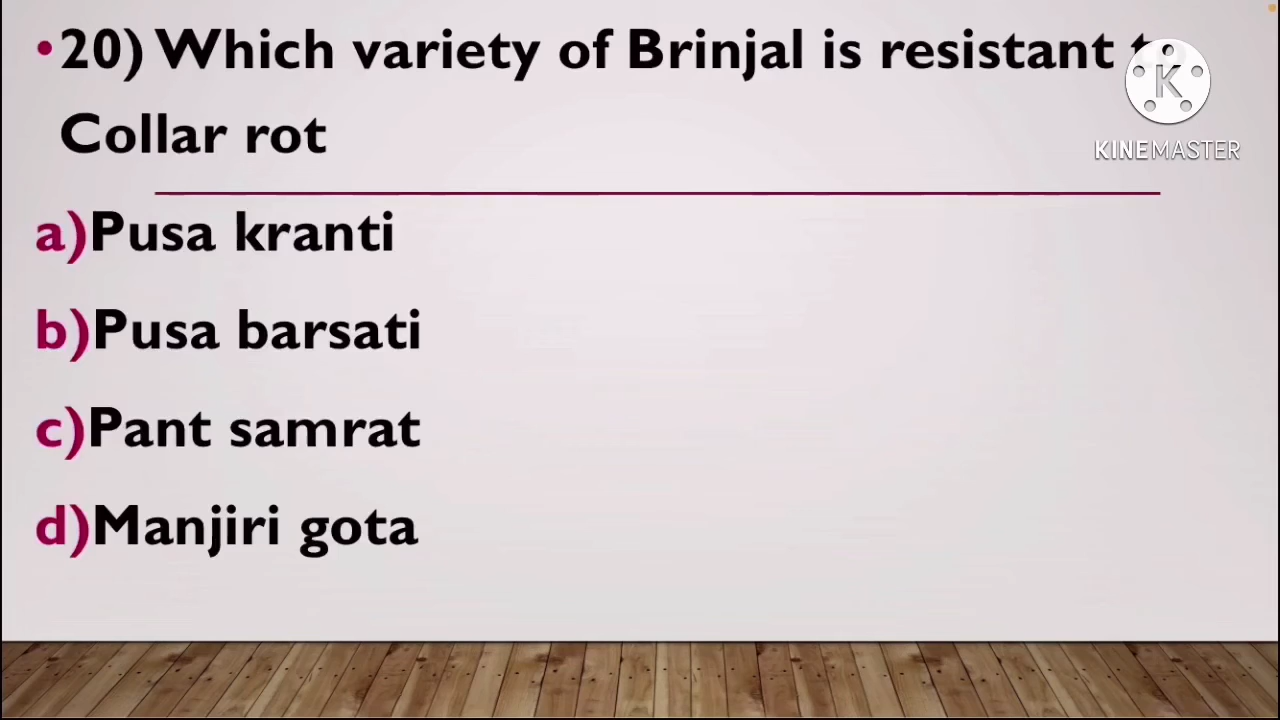 •20) Which variety of Brinjal is resistant
Collar rot
a)Pusa kranti
b)Pusa barsati
c)Pant samrat
d)Manjiri gota
K
KINEMASTER